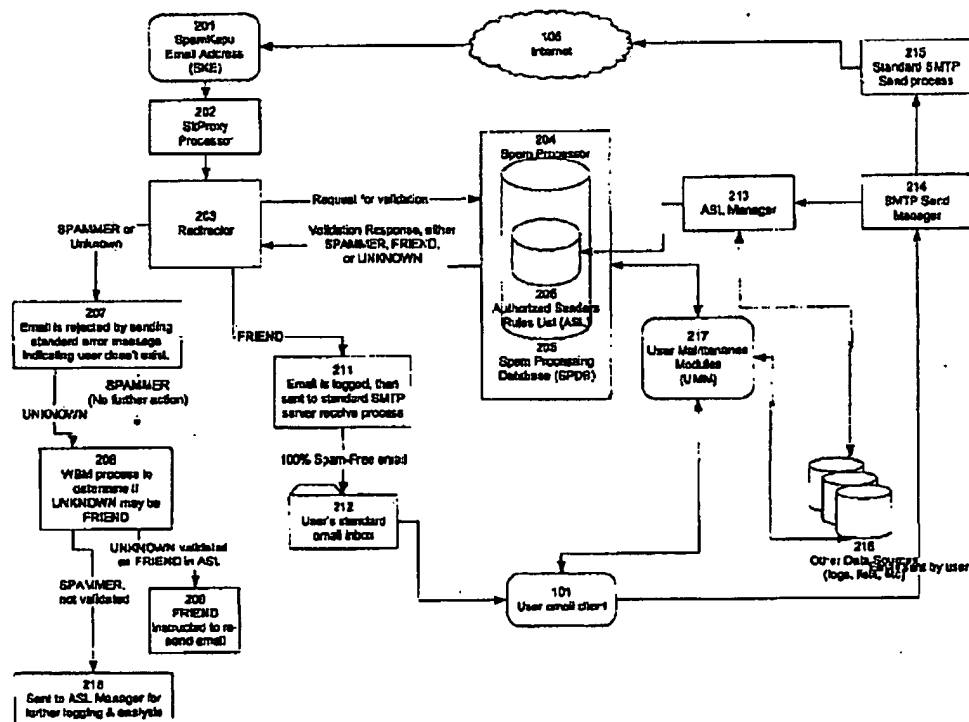 201
SpamKapu
Email Address
(SKE)
106
Internet
215
Standard SMTP
Send process
202
SkProxy
Processor
204
Spam Processor
203
Redirector
Request for validation
213
ASL Manager
214
SMTP Send
Manager
SPAMMER or
Unknown
Validation Response, either
SPAMMER, FRIEND,
or UNKNOWN
206
Authorized Senders
Rules List (ASL)
205
Spam Processing
Database (SPDB)
207
Email is rejected by sending
standard error message
indicating user doesn't exist.
FRIEND
217
User Maintenance
Modules
(UMM)
SPAMMER
(No further action)
211
Email is logged, then
sent to standard SMTP
server receive process
UNKNOWN
208
WBM process to
determine if
UNKNOWN may be
FRIEND
100% Spam-Free email
212
User's standard
email inbox
216
Other Data Sources
(logs, field, etc)
sent by user
UNKNOWN validated
as FRIEND in ASL
SPAMMER,
not validated
209
FRIEND
instructed to re-
send email
101
User email client
218
Sent to ASL Manager for
further logging & analysis